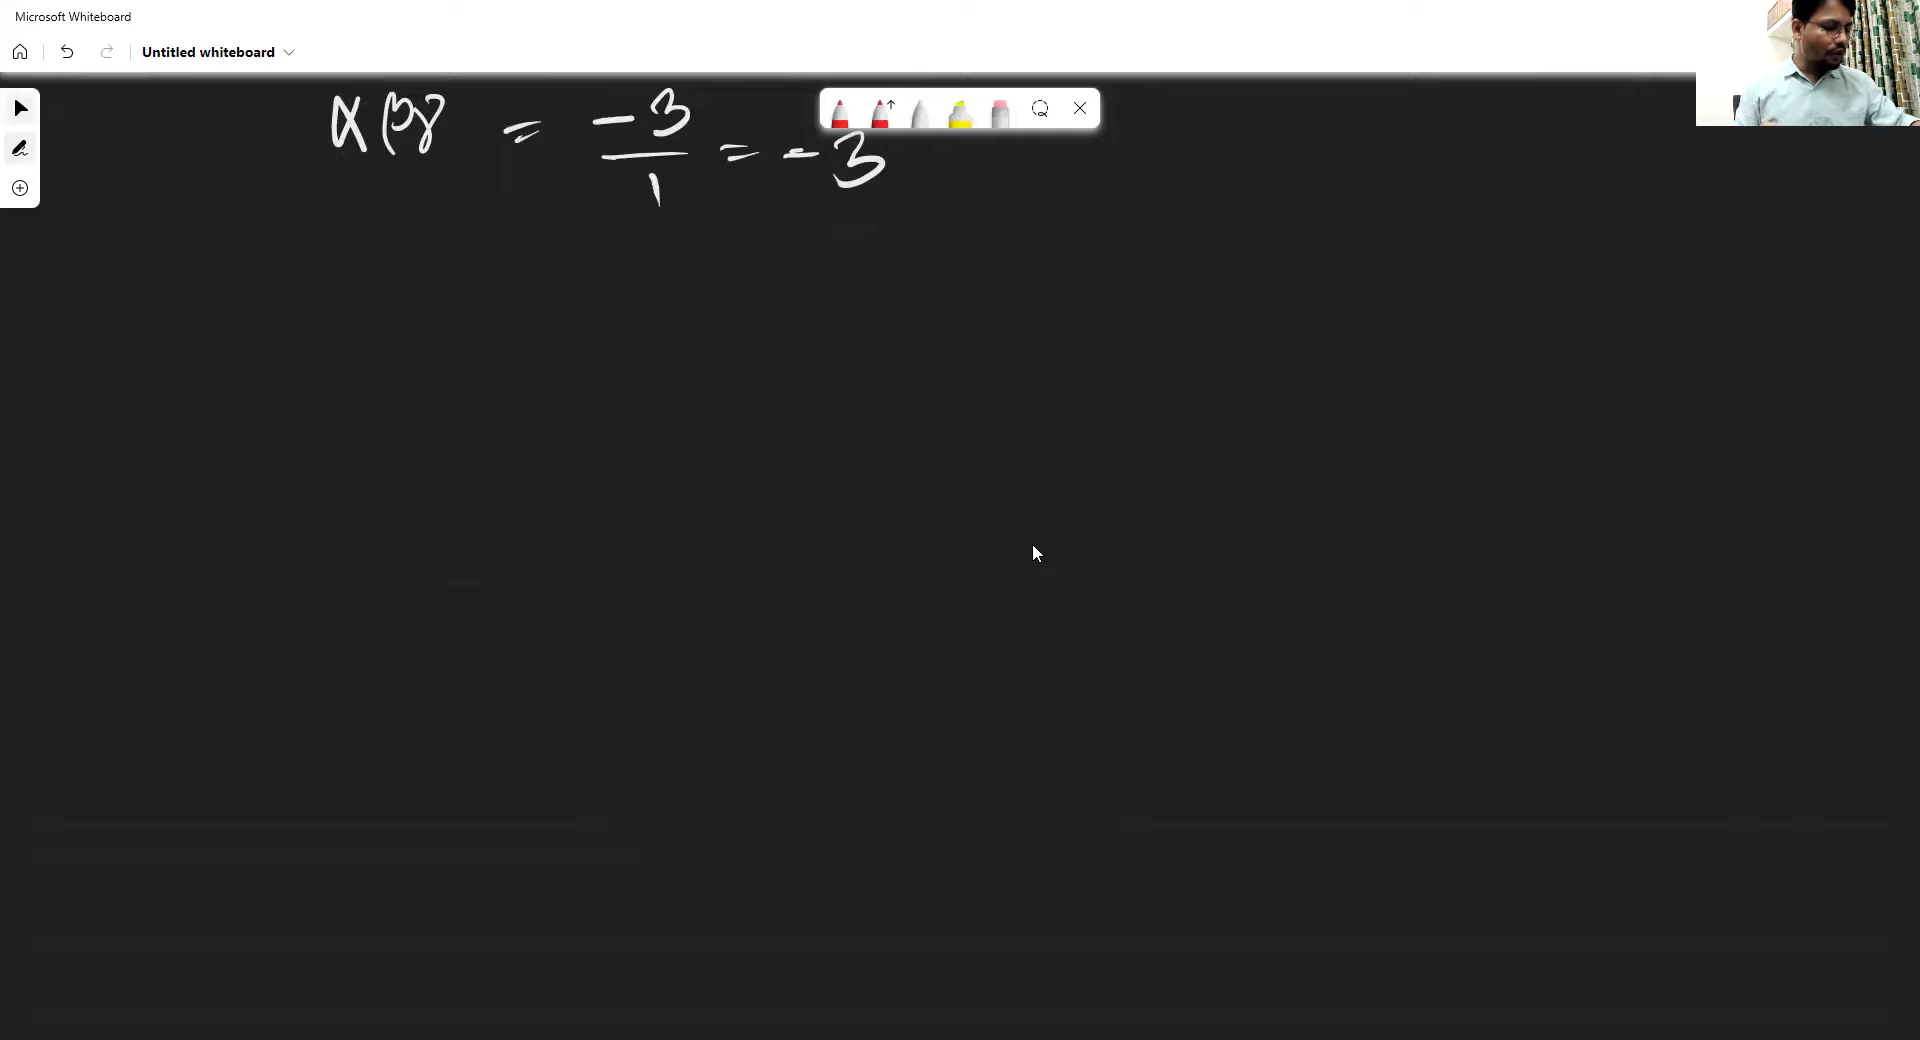 Microsoft Whiteboard
Untitled whiteboard
αβγ = -3/1 = -3